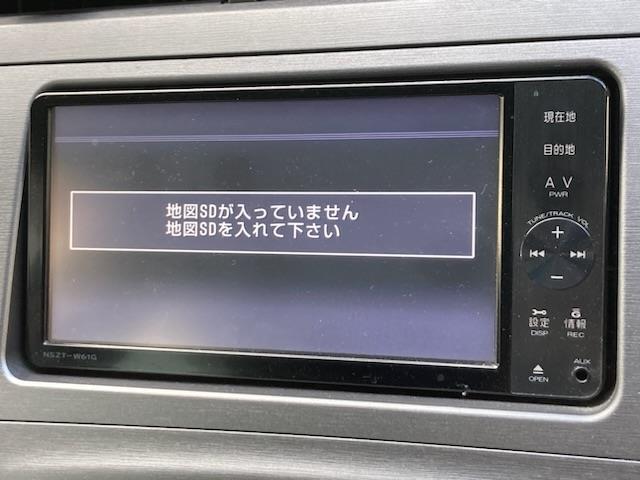 地図SDが入っていません
地図SDを入れて下さい
現在地
目的地
AV
PWR
TUNE/TRACK VOL
設定
DISP
情報
REC
OPEN
AUX
NSZT-W61G